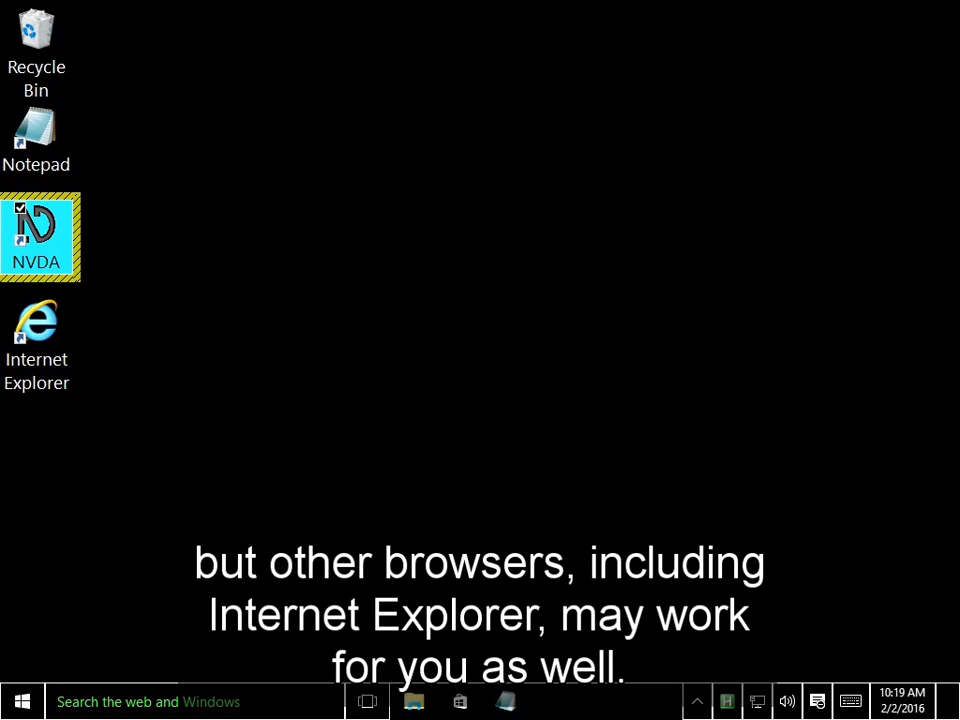 Recycle
Bin
Notepad
NVDA
Internet
Explorer
but other browsers, including
Internet Explorer, may work
for you as well.
Search the web and Windows
10:19 AM
2/2/2016